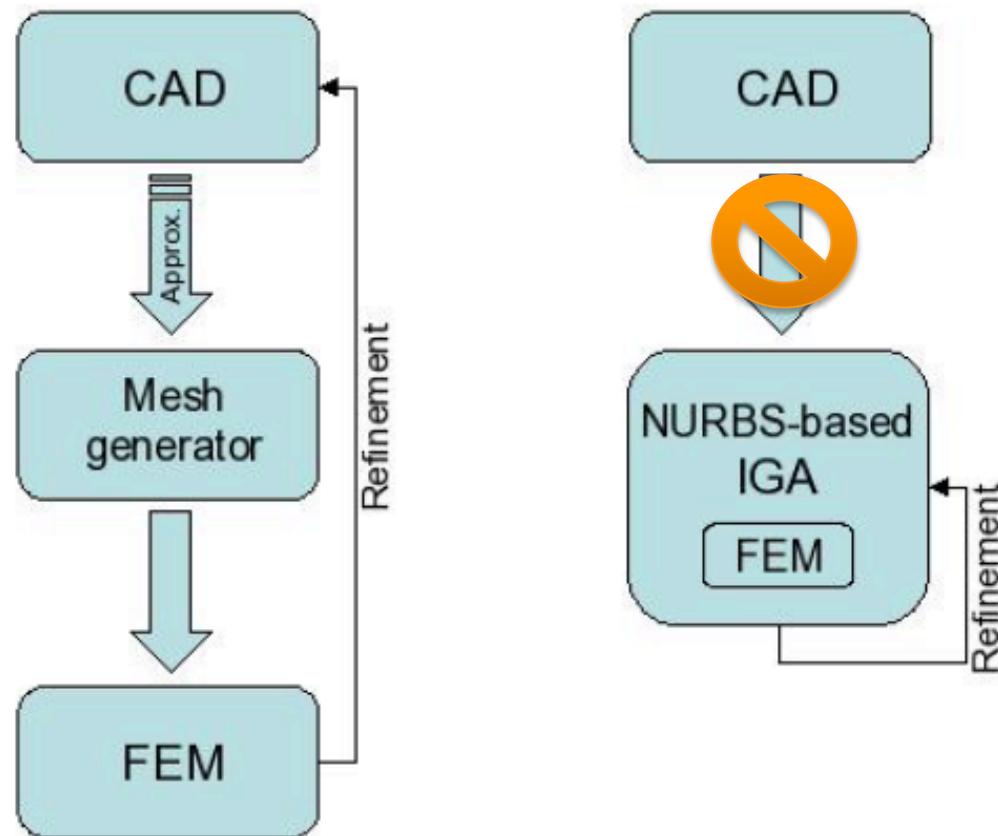 CAD
Approx.
Mesh
generator
FEM
Refinement
CAD
NURBS-based
IGA
FEM
Refinement